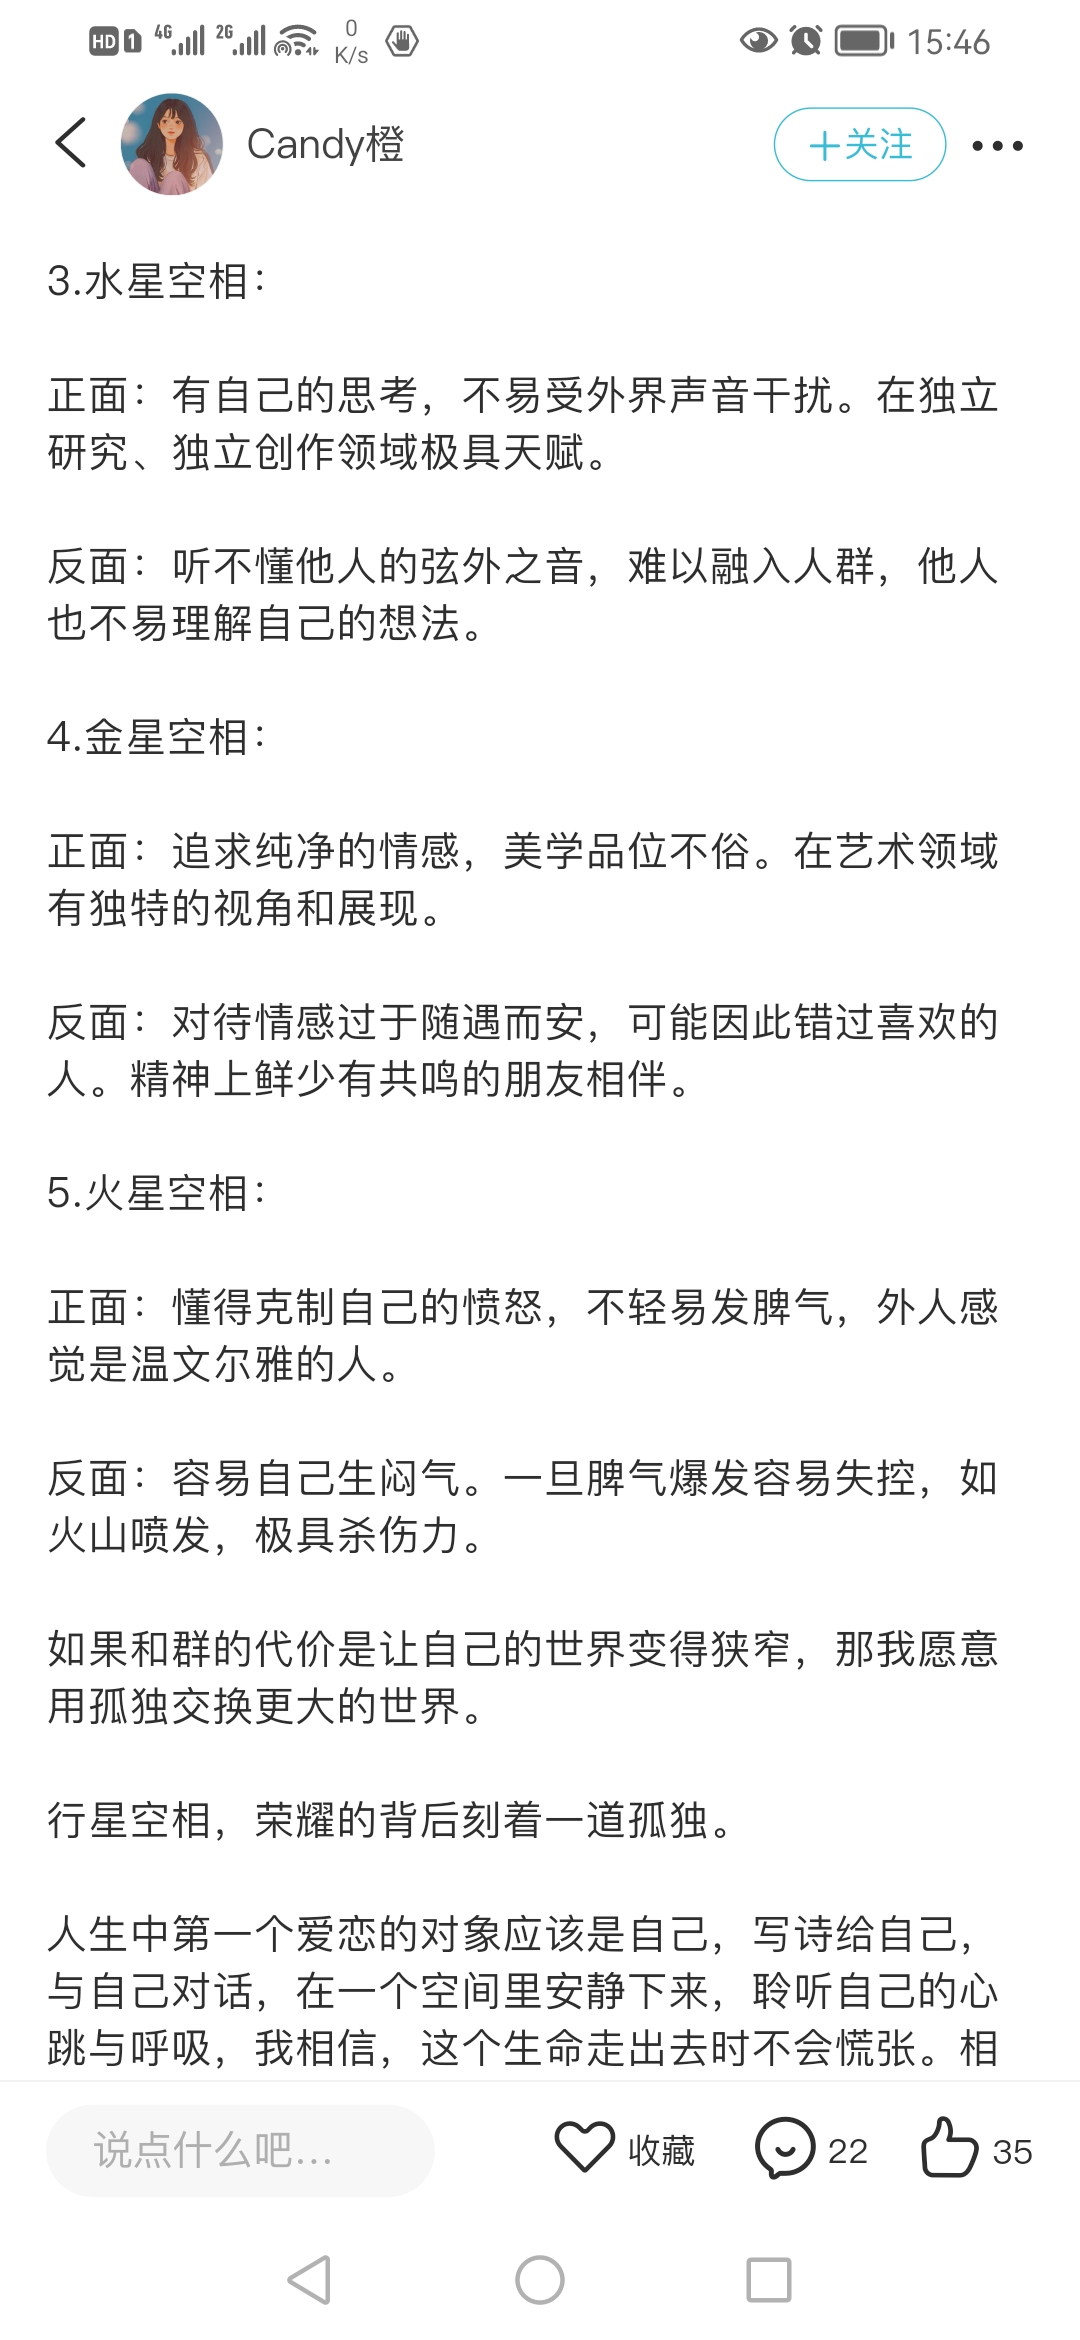 HD 1 4G 2G 0 K/s 15:46
Candy橙 +关注
3.水星空相：
正面：有自己的思考，不易受外界声音干扰。在独立
研究、独立创作领域极具天赋。
反面：听不懂他人的弦外之音，难以融入人群，他人
也不易理解自己的想法。
4.金星空相：
正面：追求纯净的情感，美学品位不俗。在艺术领域
有独特的视角和展现。
反面：对待情感过于随遇而安，可能因此错过喜欢的
人。精神上鲜少有共鸣的朋友相伴。
5.火星空相：
正面：懂得克制自己的愤怒，不轻易发脾气，外人感
觉是温文尔雅的人。
反面：容易自己生闷气。一旦脾气爆发容易失控，如
火山喷发，极具杀伤力。
如果和群的代价是让自己的世界变得狭窄，那我愿意
用孤独交换更大的世界。
行星空相，荣耀的背后刻着一道孤独。
人生中第一个爱恋的对象应该是自己，写诗给自己，
与自己对话，在一个空间里安静下来，聆听自己的心
跳与呼吸，我相信，这个生命走出去时不会慌张。相
说点什么吧... 收藏 22 35